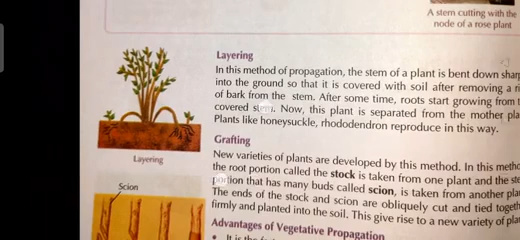 A stem cutting with the
node of a rose plant
Layering
In this method of propagation, the stem of a plant is bent down
into the ground so that it is covered with soil after removing a
of bark from the stem. After some time, roots start growing from
covered stem. Now, this plant is separated from the mother
Plants like honeysuckle, rhododendron reproduce in this way.
Layering
Grafting
New varieties of plants are developed by this method. In this
the root portion called the stock is taken from one plant and the
portion that has many buds called scion, is taken from another
The ends of the stock and scion are obliquely cut and tied
firmly and planted into the soil. This give rise to a new variety of
Scion
Advantages of Vegetative Propagation
• It is the